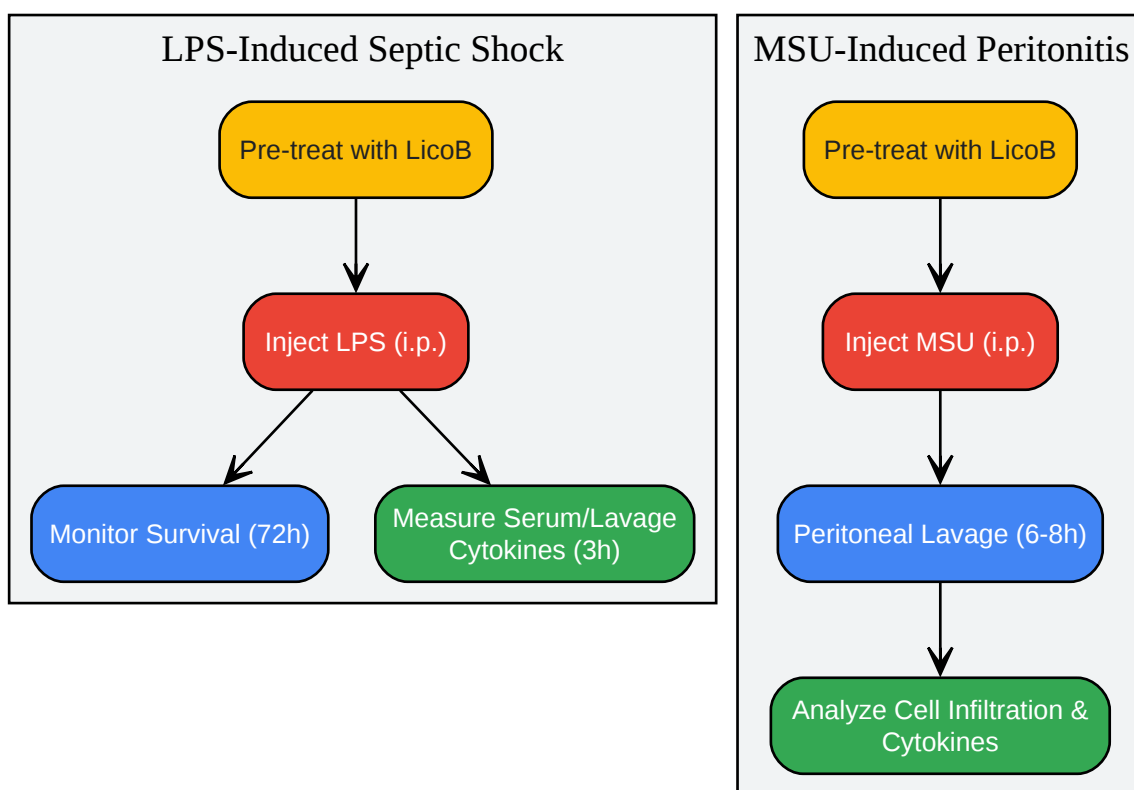 LPS-Induced Septic Shock
Pre-treat with LicoB
Inject LPS (i.p.)
Monitor Survival (72h)
Measure Serum/Lavage
Cytokines (3h)
MSU-Induced Peritonitis
Pre-treat with LicoB
Inject MSU (i.p.)
Peritoneal Lavage (6-8h)
Analyze Cell Infiltration &
Cytokines